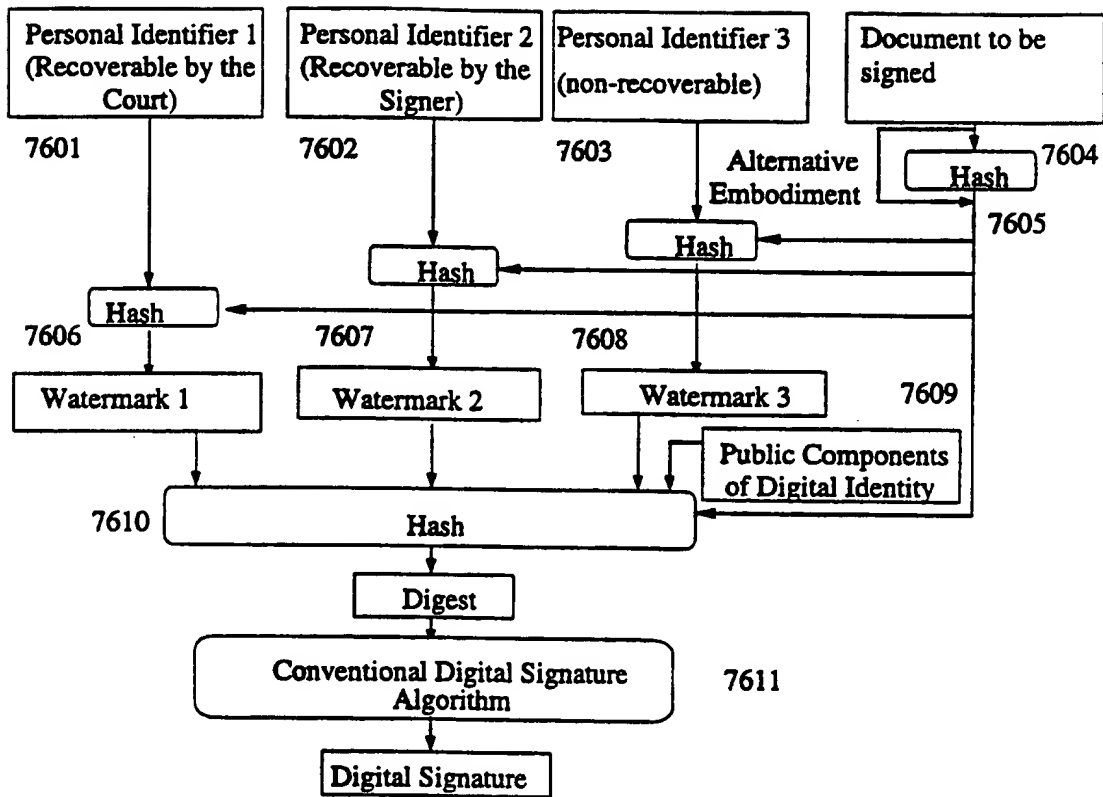 Personal Identifier 1
(Recoverable by the
Court)
Personal Identifier 2
(Recoverable by the
Signer)
Personal Identifier 3
(non-recoverable)
Document to be
signed
7601
7602
7603
7604
Alternative
Embodiment
Hash
7605
Hash
Hash
Hash
7606
7607
7608
7609
Watermark 1
Watermark 2
Watermark 3
Public Components
of Digital Identity
7610
Hash
Digest
Conventional Digital Signature
Algorithm
7611
Digital Signature